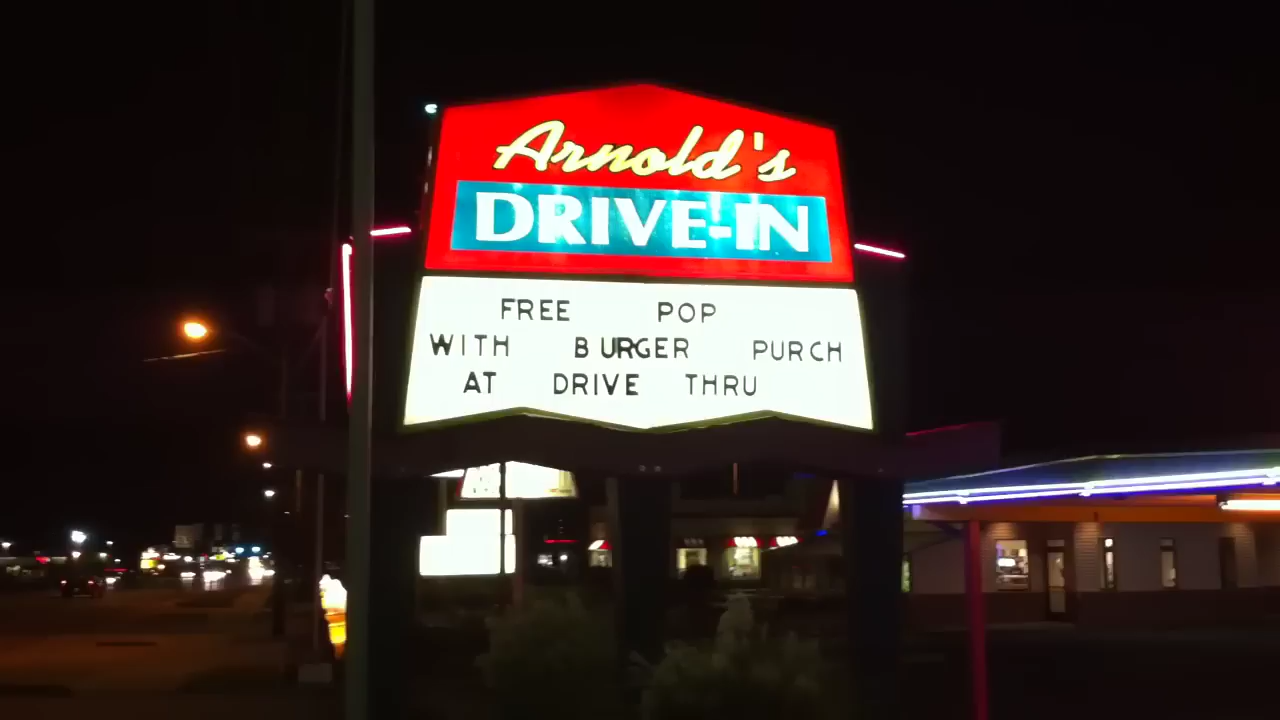 Arnold's
DRIVE-IN
FREE POP
WITH BURGER PURCH
AT DRIVE THRU